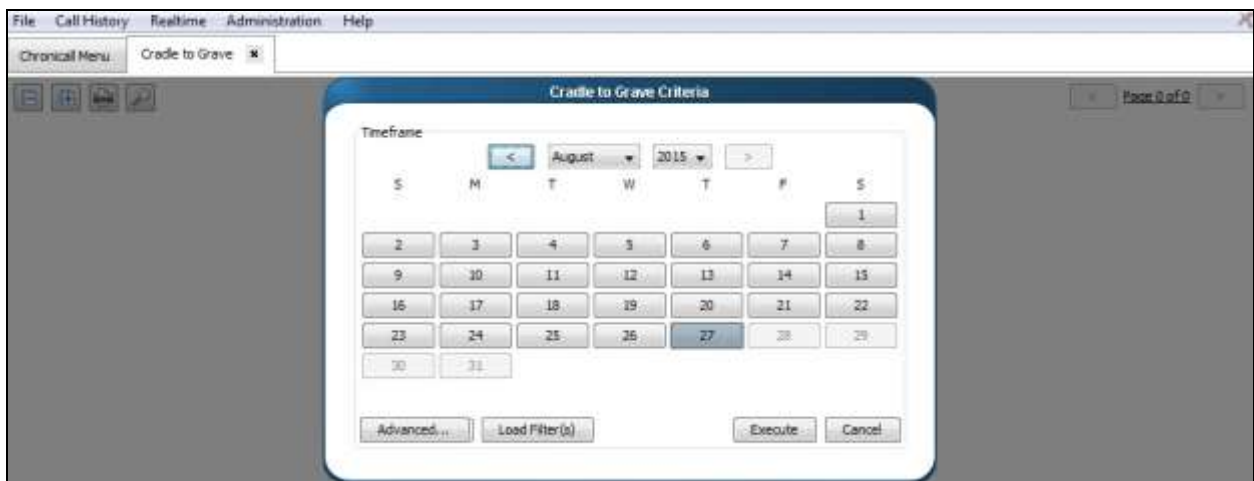 File Call History Realtime Administration Help
Chronicall Menu Cradle to Grave
Cradle to Grave Criteria
< Page 0 of 0 >
Timeframe
< August 2015 >
S M T W T F S
1
2 3 4 5 6 7 8
9 10 11 12 13 14 15
16 17 18 19 20 21 22
23 24 25 26 27 28 29
30 31
Advanced... Load Filter(s) Execute Cancel